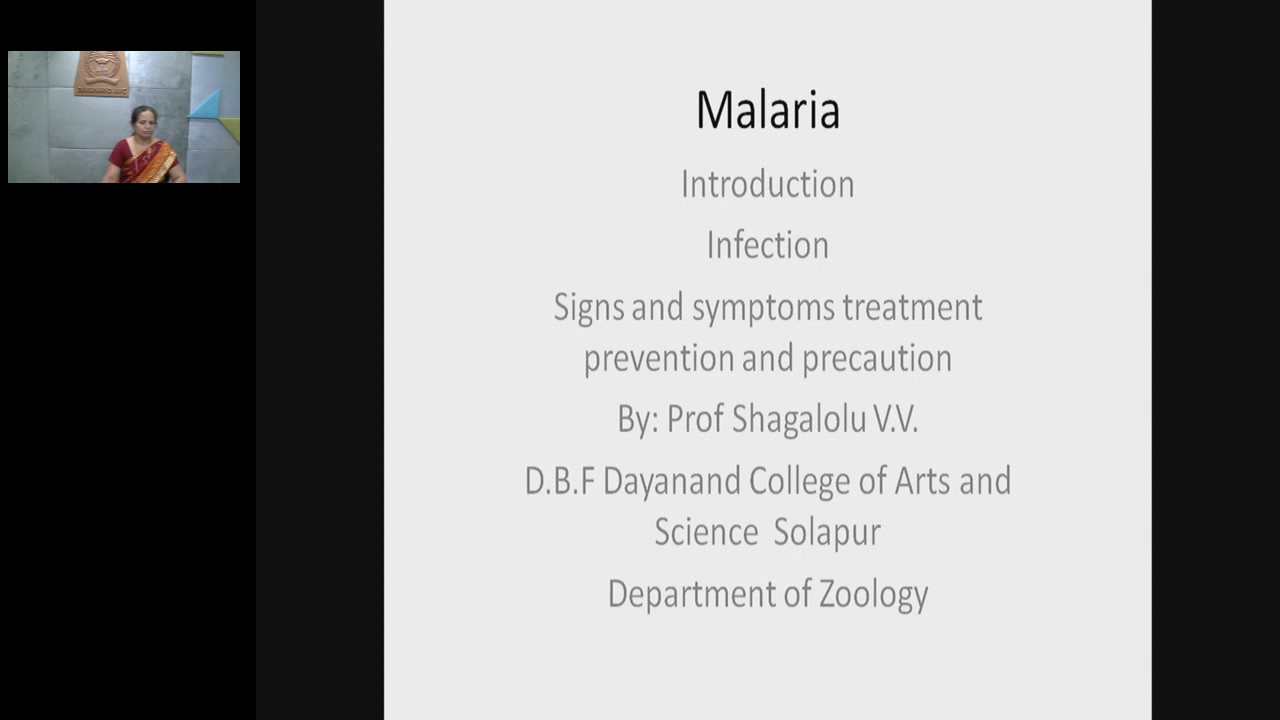 Malaria
Introduction
Infection
Signs and symptoms treatment
prevention and precaution
By: Prof Shagalolu V.V.
D.B.F Dayanand College of Arts and
Science Solapur
Department of Zoology